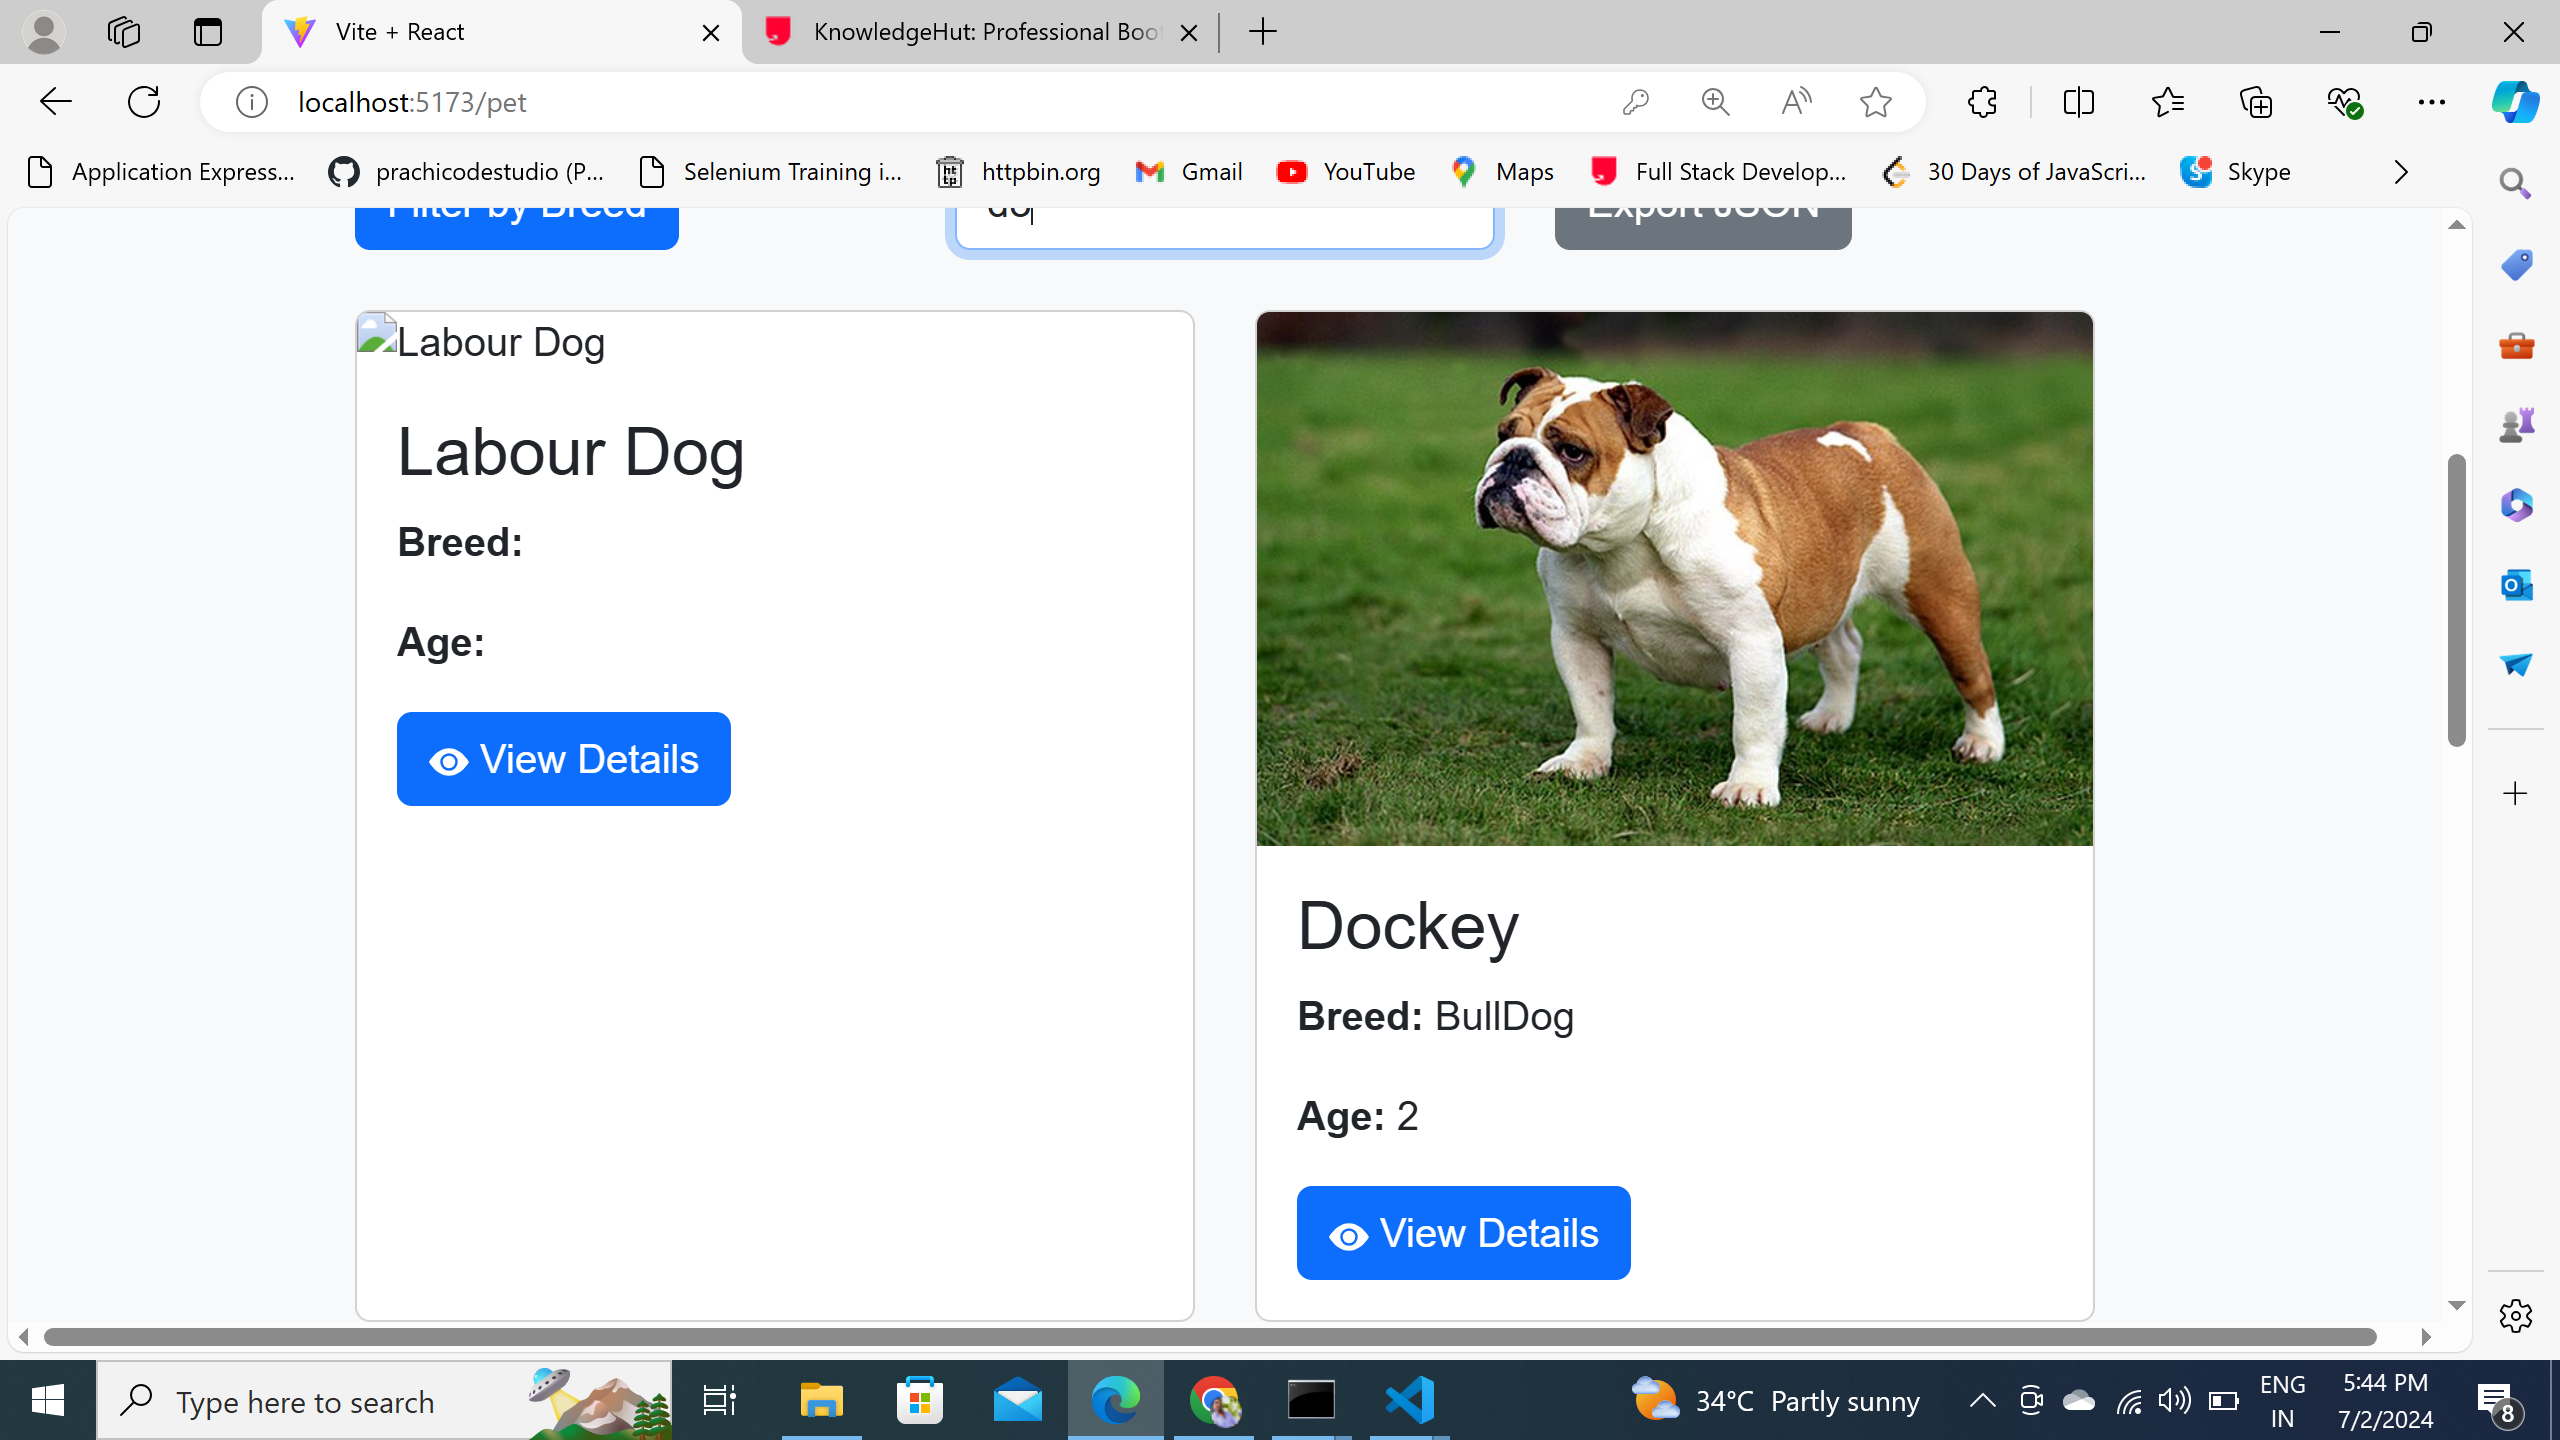 Vite + React
KnowledgeHut: Professional Boo
localhost:5173/pet
Application Express...
prachicodestudio (P...
Selenium Training i...
httpbin.org
Gmail
YouTube
Maps
Full Stack Develop...
30 Days of JavaScri...
Skype
Filter by Breed
do
Export JSON
Labour Dog
Labour Dog
Breed:
Age:
View Details
Dockey
Breed: BullDog
Age: 2
View Details
Type here to search
34°C Partly sunny
ENG
IN
5:44 PM
7/2/2024
8